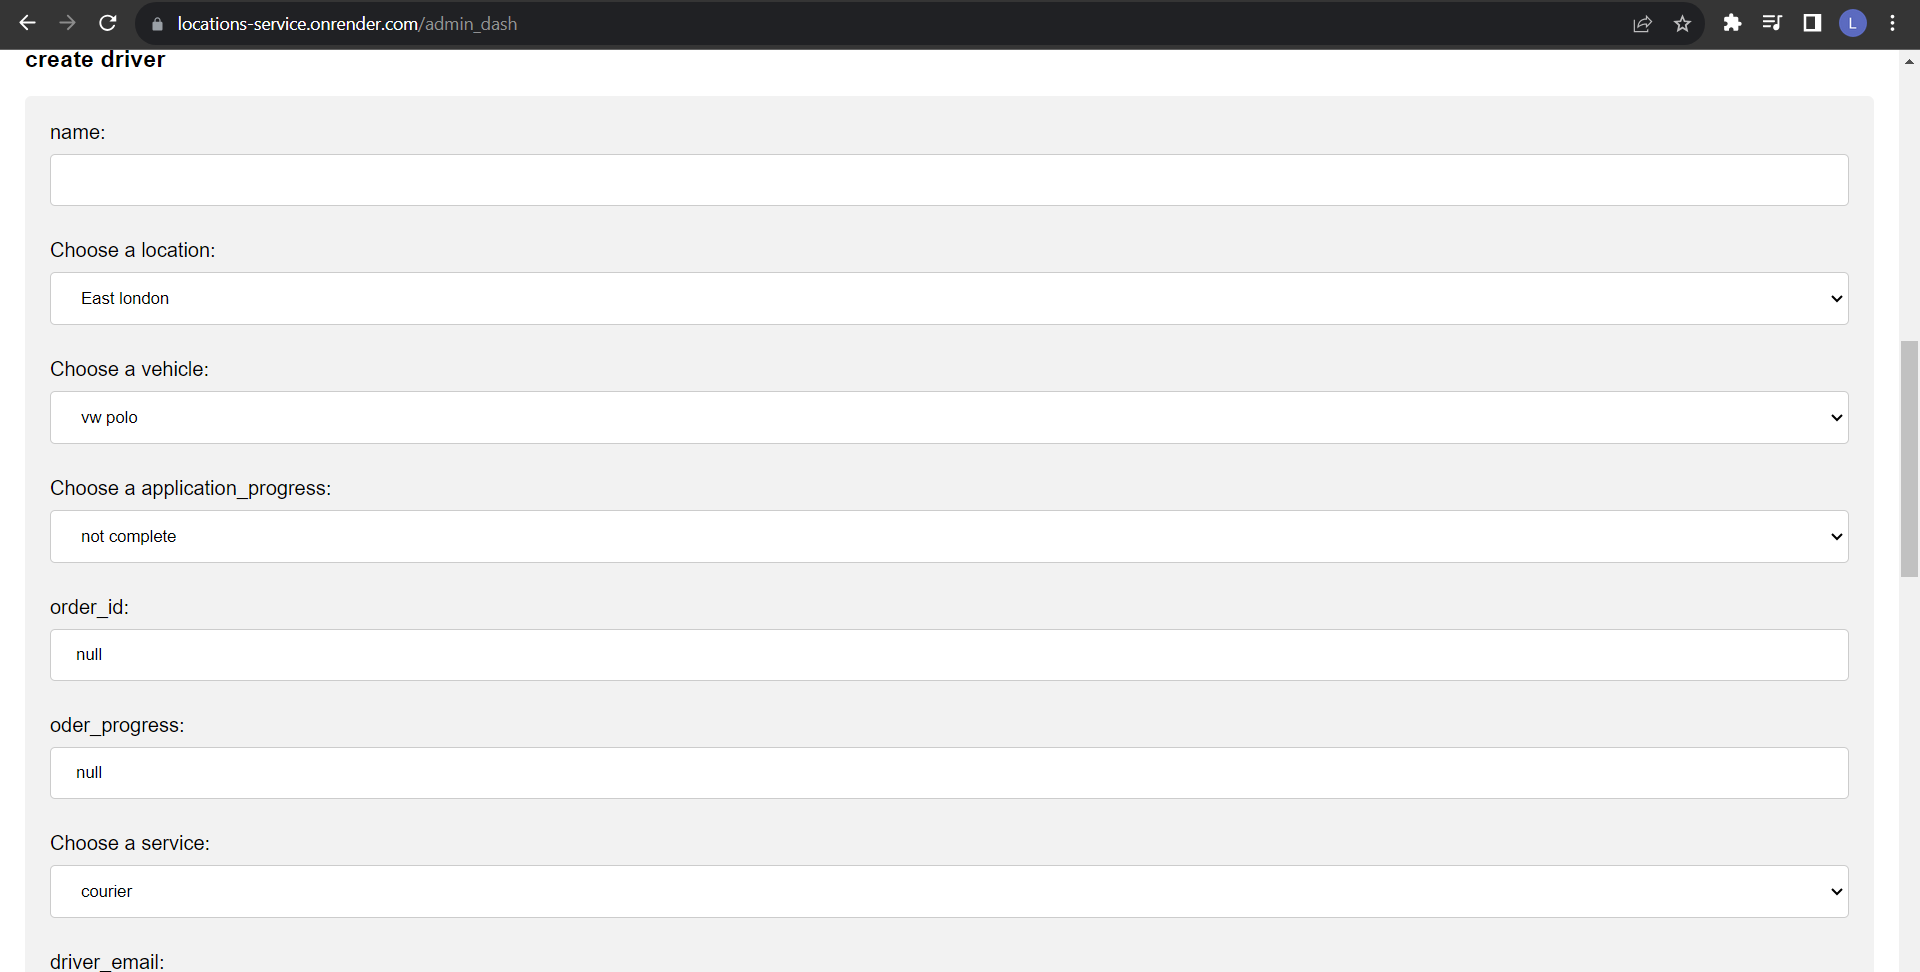 locations-service.onrender.com/admin_dash
L
create driver
name:
Choose a location:
East london
Choose a vehicle:
vw polo
Choose a application_progress:
not complete
order_id:
null
oder_progress:
null
Choose a service:
courier
driver_email: